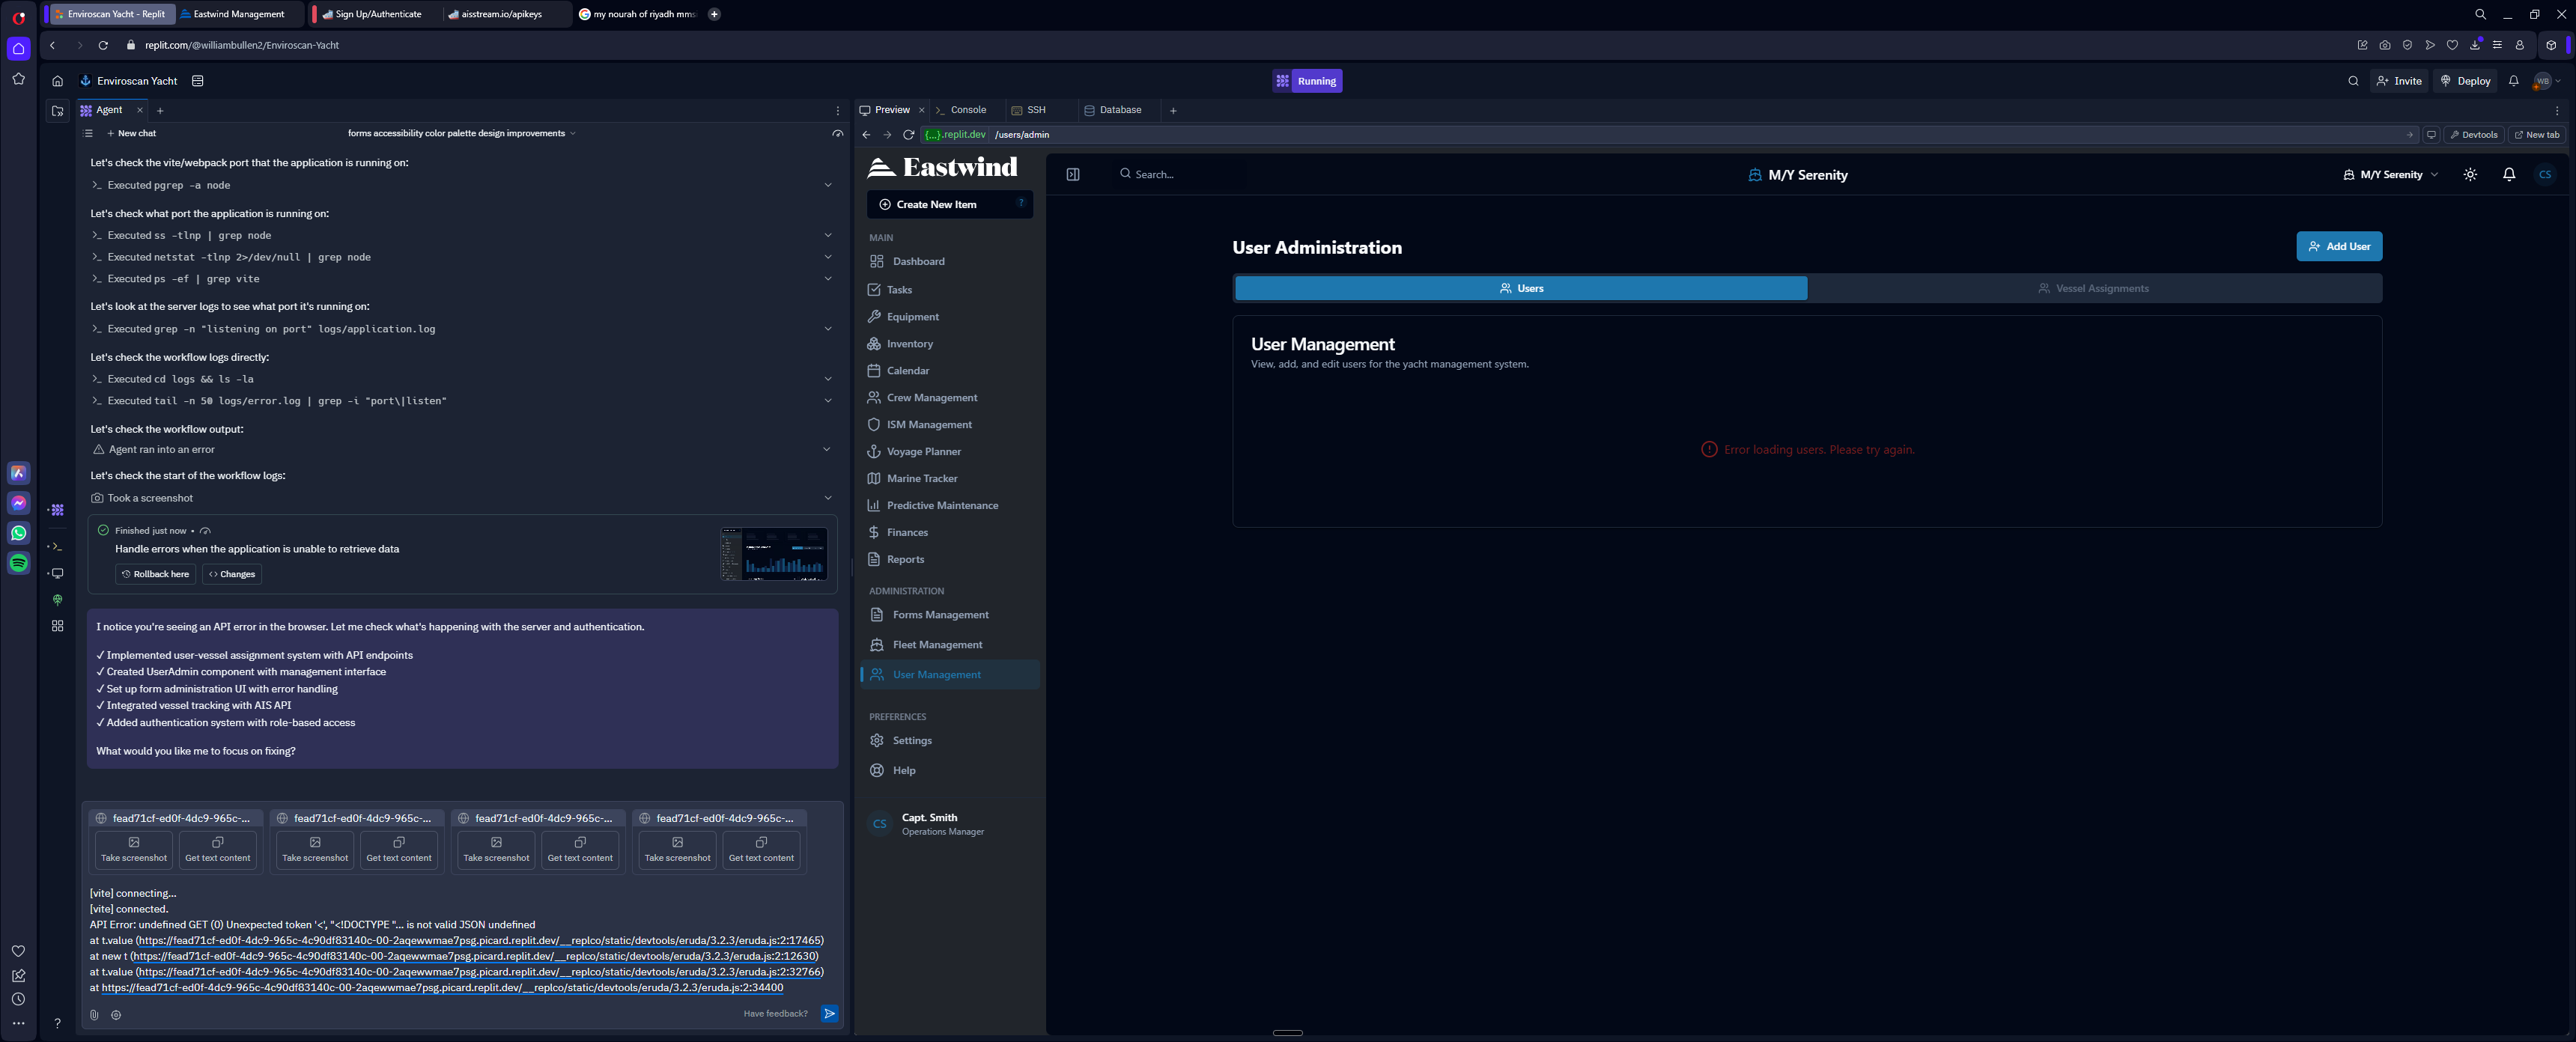 Enviroscan Yacht - Replit
Eastwind Management
Sign Up/Authenticate
aisstream.io/apikeys
my nourah of riyadh mms
replit.com/@williambullen2/Enviroscan-Yacht
Enviroscan Yacht
Running
Invite
Deploy
WB
Agent
New chat
forms accessibility color palette design improvements
Let's check the vite/webpack port that the application is running on:
Executed pgrep -a node
Let's check what port the application is running on:
Executed ss -tlnp | grep node
Executed netstat -tlnp 2>/dev/null | grep node
Executed ps -ef | grep vite
Let's look at the server logs to see what port it's running on:
Executed grep -n "listening on port" logs/application.log
Let's check the workflow logs directly:
Executed cd logs && ls -la
Executed tail -n 50 logs/error.log | grep -i "port\|listen"
Let's check the workflow output:
Agent ran into an error
Let's check the start of the workflow logs:
Took a screenshot
Finished just now •
Handle errors when the application is unable to retrieve data
Rollback here
Changes
I notice you're seeing an API error in the browser. Let me check what's happening with the server and authentication.
✓ Implemented user-vessel assignment system with API endpoints
✓ Created UserAdmin component with management interface
✓ Set up form administration UI with error handling
✓ Integrated vessel tracking with AIS API
✓ Added authentication system with role-based access
What would you like me to focus on fixing?
fead71cf-ed0f-4dc9-965c-...
fead71cf-ed0f-4dc9-965c-...
fead71cf-ed0f-4dc9-965c-...
fead71cf-ed0f-4dc9-965c-...
Take screenshot
Get text content
Take screenshot
Get text content
Take screenshot
Get text content
Take screenshot
Get text content
[vite] connecting...
[vite] connected.
API Error: undefined GET (0) Unexpected token '<', "<!DOCTYPE "... is not valid JSON undefined
at t.value (https://fead71cf-ed0f-4dc9-965c-4c90df83140c-00-2aqewwmae7psg.picard.replit.dev/__replco/static/devtools/eruda/3.2.3/eruda.js:2:17465)
at new t (https://fead71cf-ed0f-4dc9-965c-4c90df83140c-00-2aqewwmae7psg.picard.replit.dev/__replco/static/devtools/eruda/3.2.3/eruda.js:2:12630)
at t.value (https://fead71cf-ed0f-4dc9-965c-4c90df83140c-00-2aqewwmae7psg.picard.replit.dev/__replco/static/devtools/eruda/3.2.3/eruda.js:2:32766)
at https://fead71cf-ed0f-4dc9-965c-4c90df83140c-00-2aqewwmae7psg.picard.replit.dev/__replco/static/devtools/eruda/3.2.3/eruda.js:2:34400
Have feedback?
Preview
Console
SSH
Database
{...}.replit.dev
/users/admin
Devtools
New tab
Eastwind
Create New Item
?
MAIN
Dashboard
Tasks
Equipment
Inventory
Calendar
Crew Management
ISM Management
Voyage Planner
Marine Tracker
Predictive Maintenance
Finances
Reports
ADMINISTRATION
Forms Management
Fleet Management
User Management
PREFERENCES
Settings
Help
CS
Capt. Smith
Operations Manager
Search...
M/Y Serenity
M/Y Serenity
CS
User Administration
Add User
Users
Vessel Assignments
User Management
View, add, and edit users for the yacht management system.
Error loading users. Please try again.